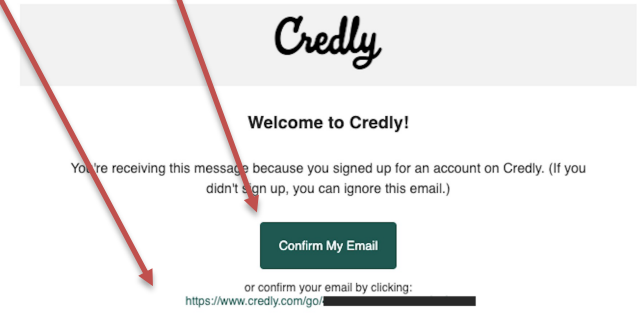 Credly
Welcome to Credly!
You're receiving this message because you signed up for an account on Credly. (If you
didn't sign up, you can ignore this email.)
Confirm My Email
or confirm your email by clicking:
https://www.credly.com/go/